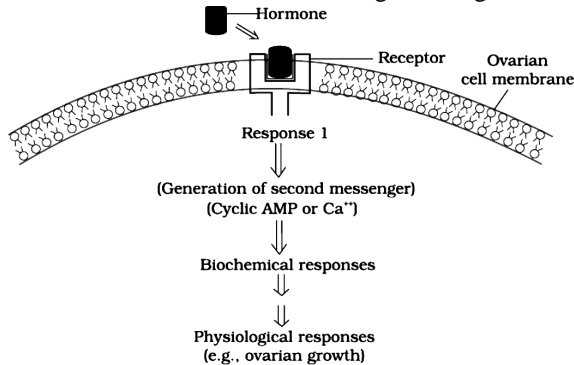 Hormone
Receptor
Ovarian
cell membrane
Response 1
(Generation of second messenger)
(Cyclic AMP or Ca⁺⁺)
Biochemical responses
Physiological responses
(e.g., ovarian growth)